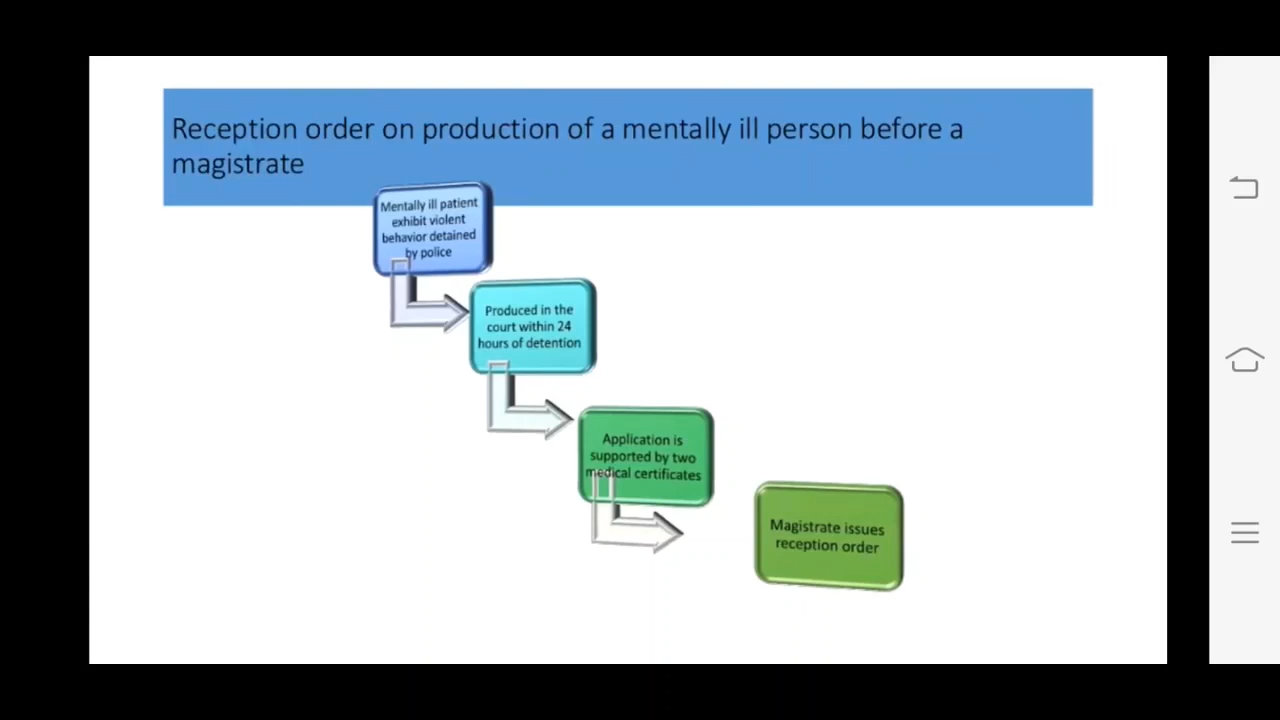 Reception order on production of a mentally ill person before a
magistrate
Mentally ill patient
exhibit violent
behavior detained
by police
Produced in the
court within 24
hours of detention
Application is
supported by two
medical certificates
Magistrate issues
reception order